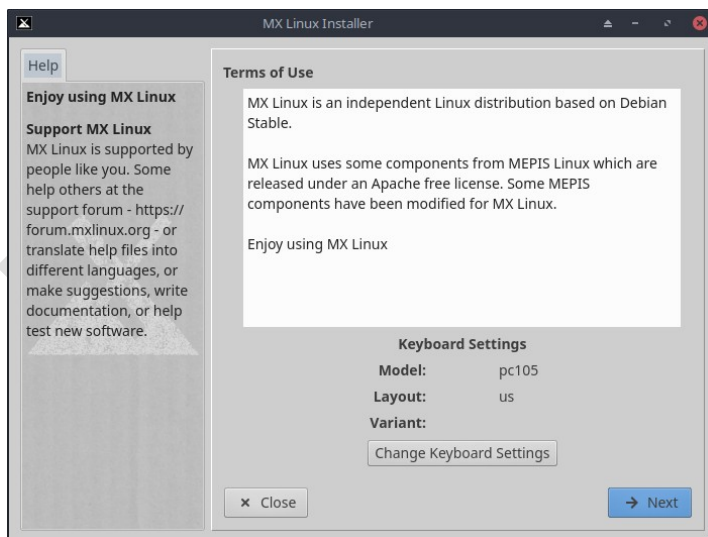 MX Linux Installer
Help
Enjoy using MX Linux
Support MX Linux
MX Linux is supported by
people like you. Some
help others at the
support forum - https://
forum.mxlinux.org - or
translate help files into
different languages, or
make suggestions, write
documentation, or help
test new software.
Terms of Use
MX Linux is an independent Linux distribution based on Debian
Stable.
MX Linux uses some components from MEPIS Linux which are
released under an Apache free license. Some MEPIS
components have been modified for MX Linux.
Enjoy using MX Linux
Keyboard Settings
Model: pc105
Layout: us
Variant:
Change Keyboard Settings
Close
Next